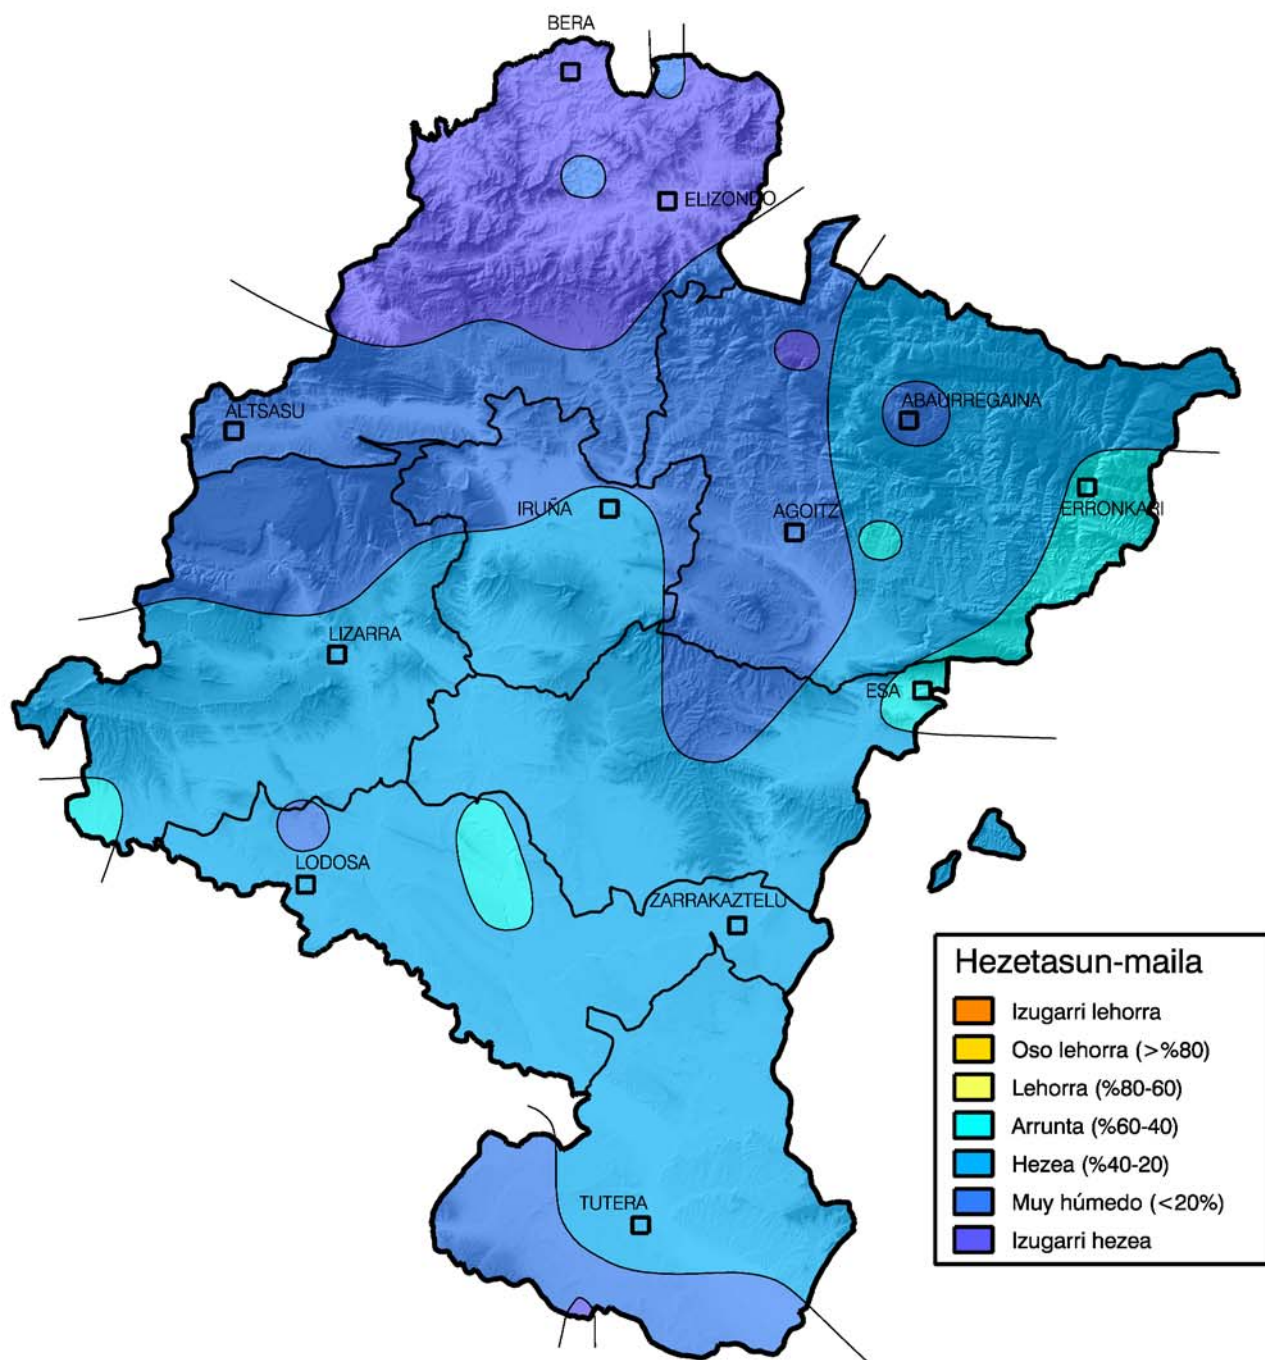 BERA
ELIZONDO
ALTSASU
ABAURREGAINA
IRUÑA
AGOITZ
ERRONKARI
LIZARRA
ESA
LODOSA
ZARRAKAZTELU
TUTERA
Hezetasun-maila
Izugarri lehorra
Oso lehorra (>%80)
Lehorra (%80-60)
Arrunta (%60-40)
Hezea (%40-20)
Muy húmedo (<20%)
Izugarri hezea